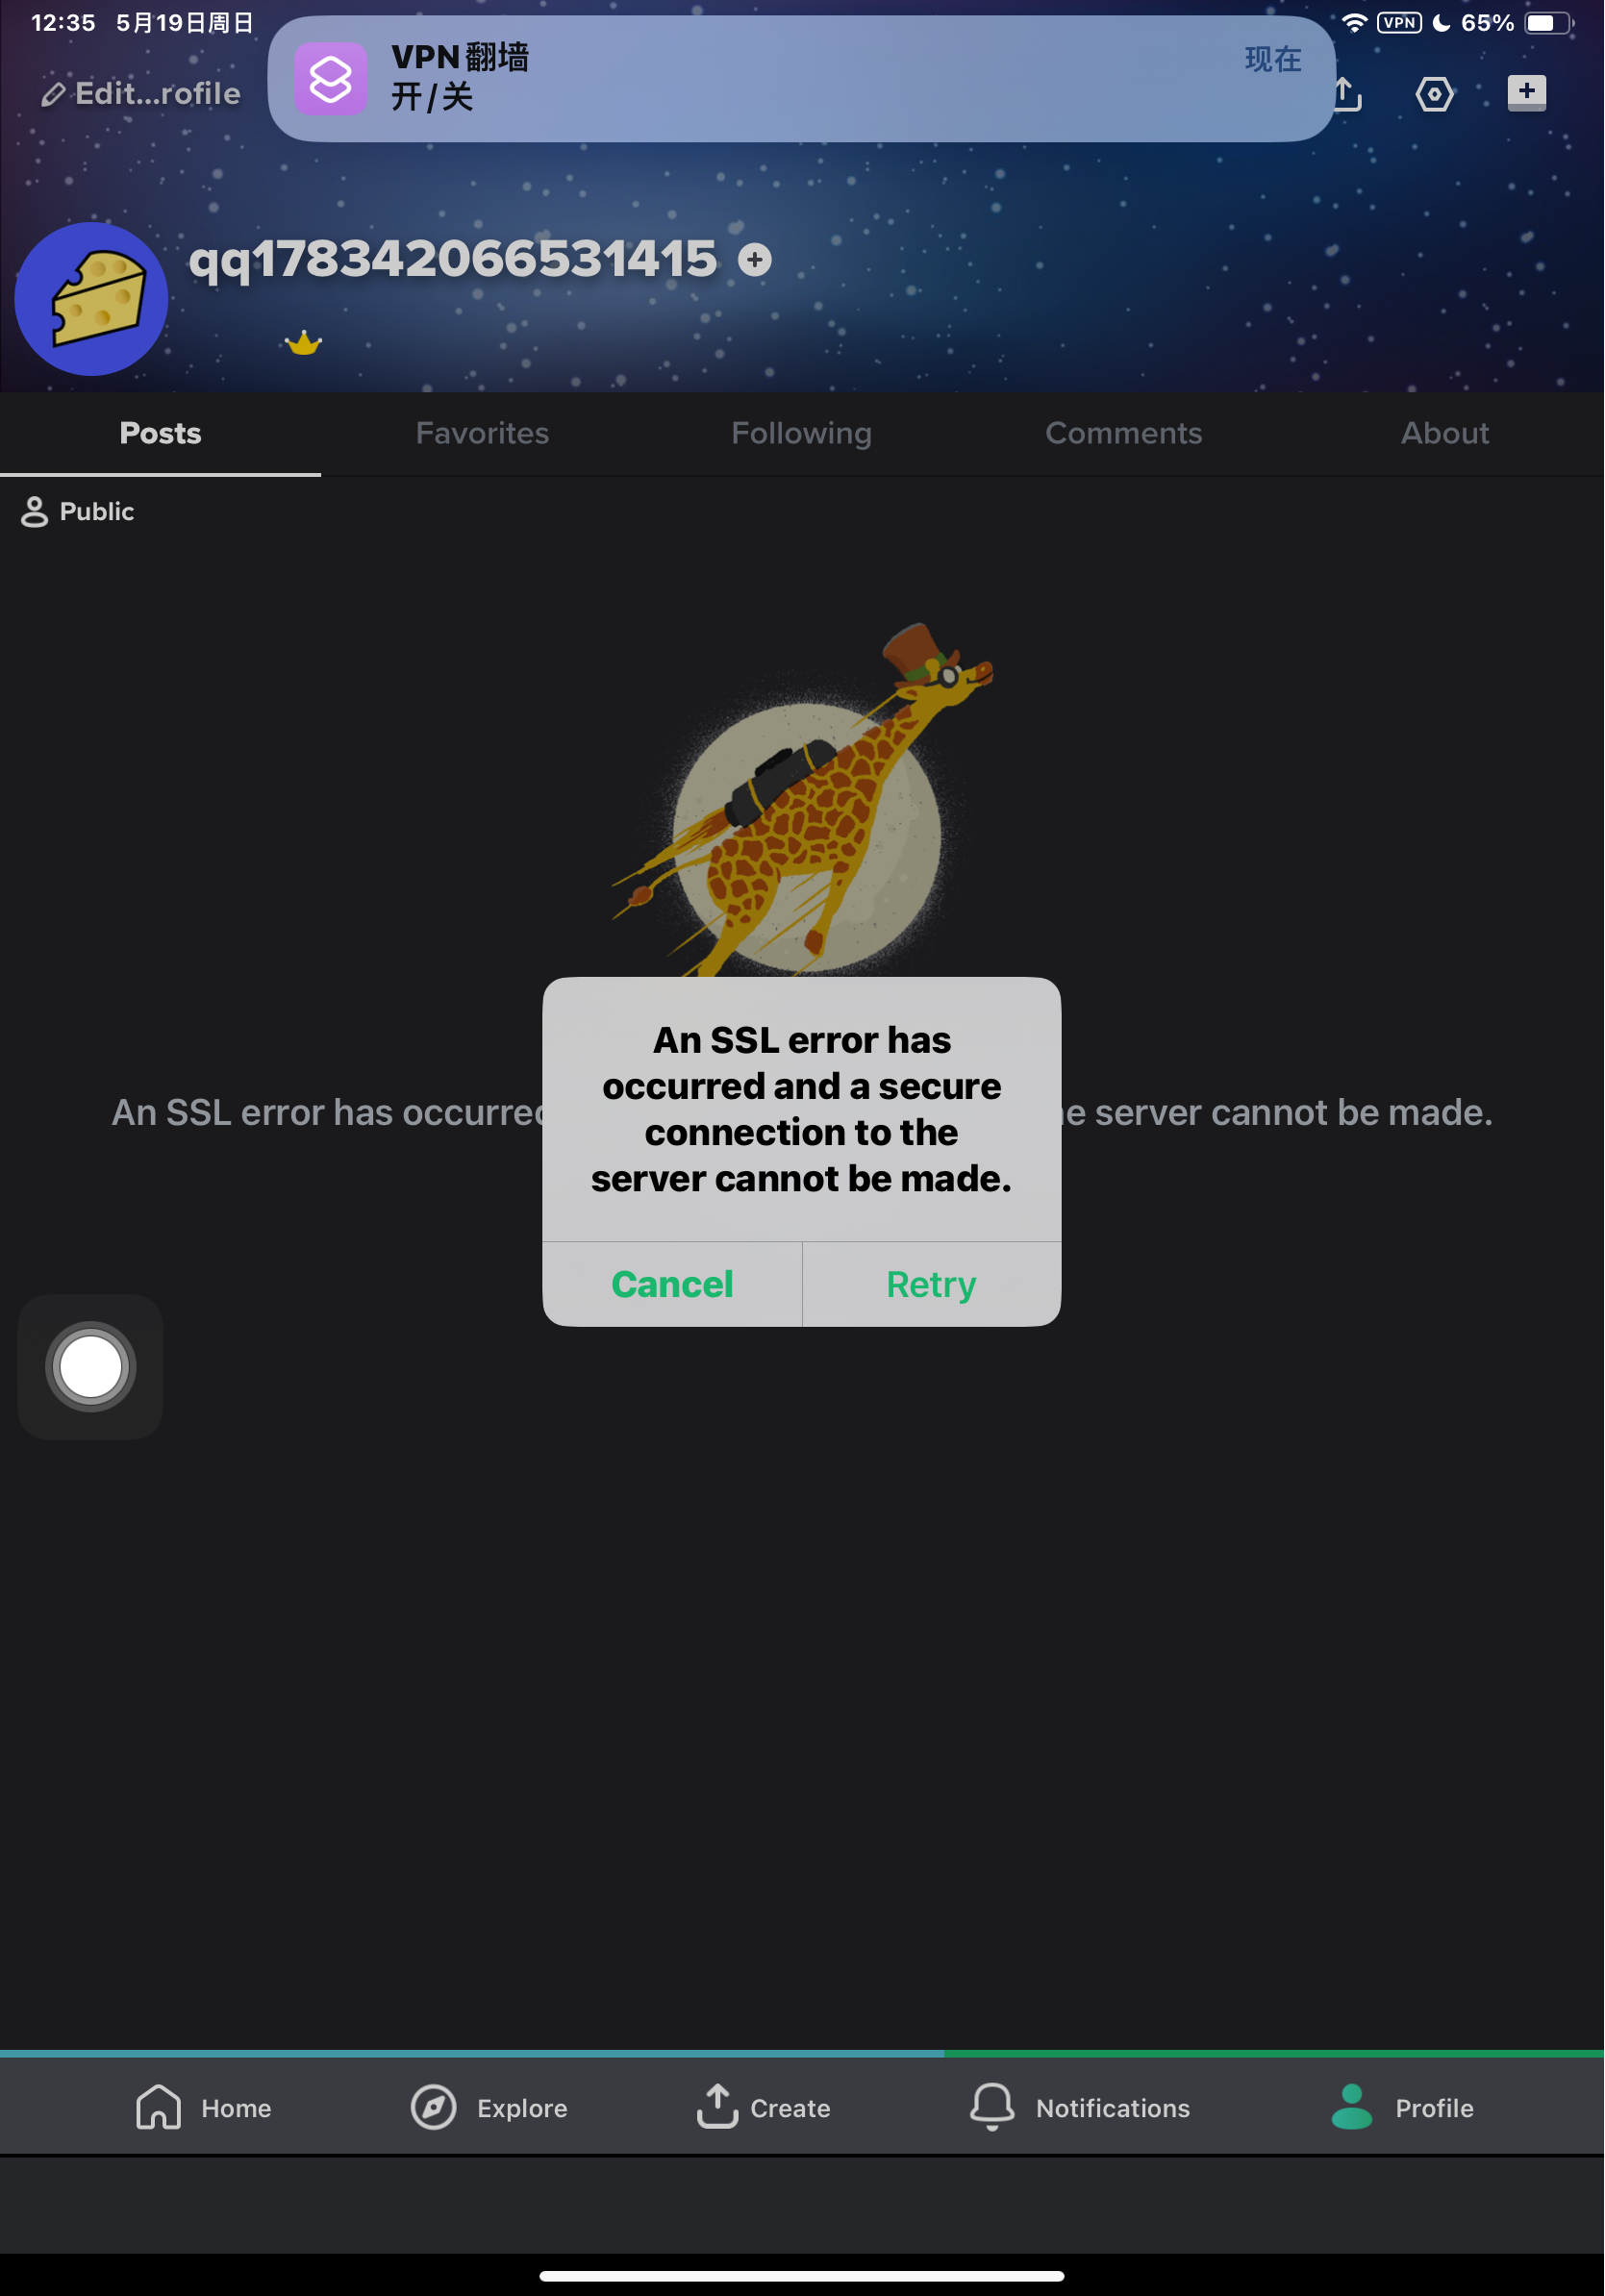 12:35 5月19日周日
VPN 65%
VPN翻墙
现在
开/关
Edit...rofile
qq178342066531415
Posts Favorites Following Comments About
Public
An SSL error has
occurred and a secure
connection to the
server cannot be made.
An SSL error has occurred
server cannot be made.
Cancel Retry
Home Explore Create Notifications Profile